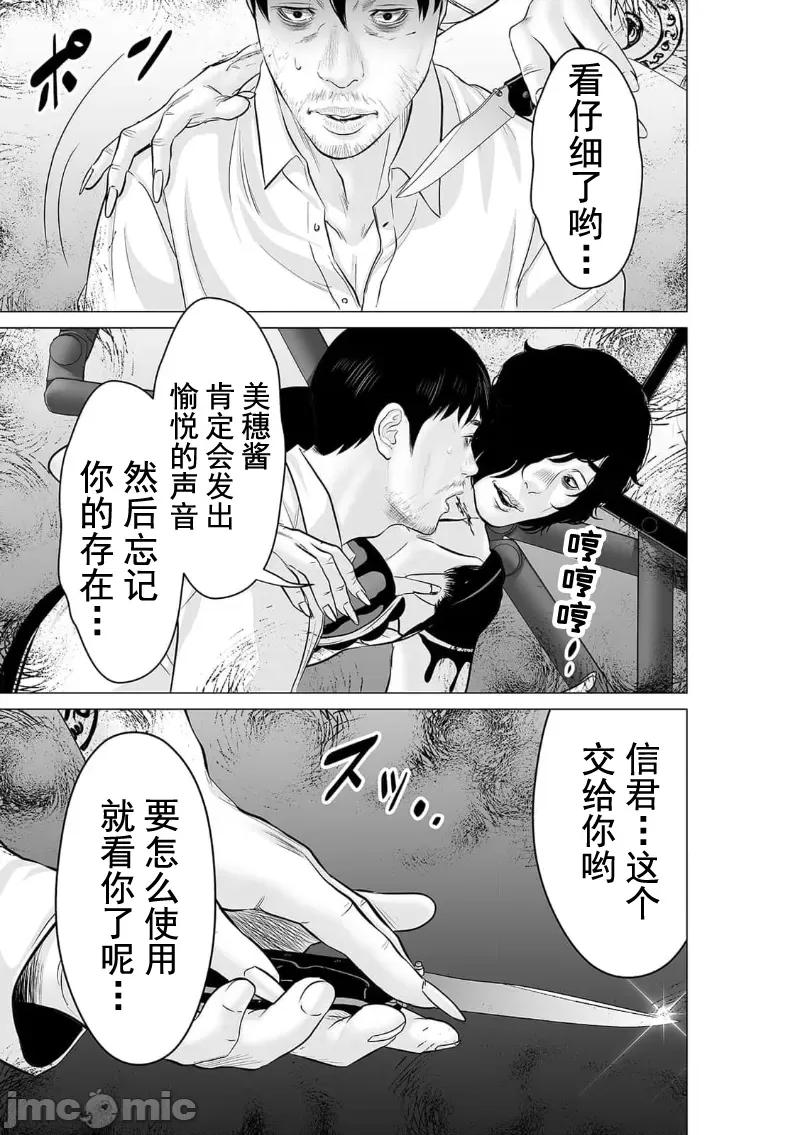 看仔细了哟…
ポン
美穗酱
肯定会发出
愉悦的声音
然后忘记
你的存在…
哼哼哼…
信君…这个
交给你哟
スッ..
要怎么使用
就看你了呢…
jmcomic